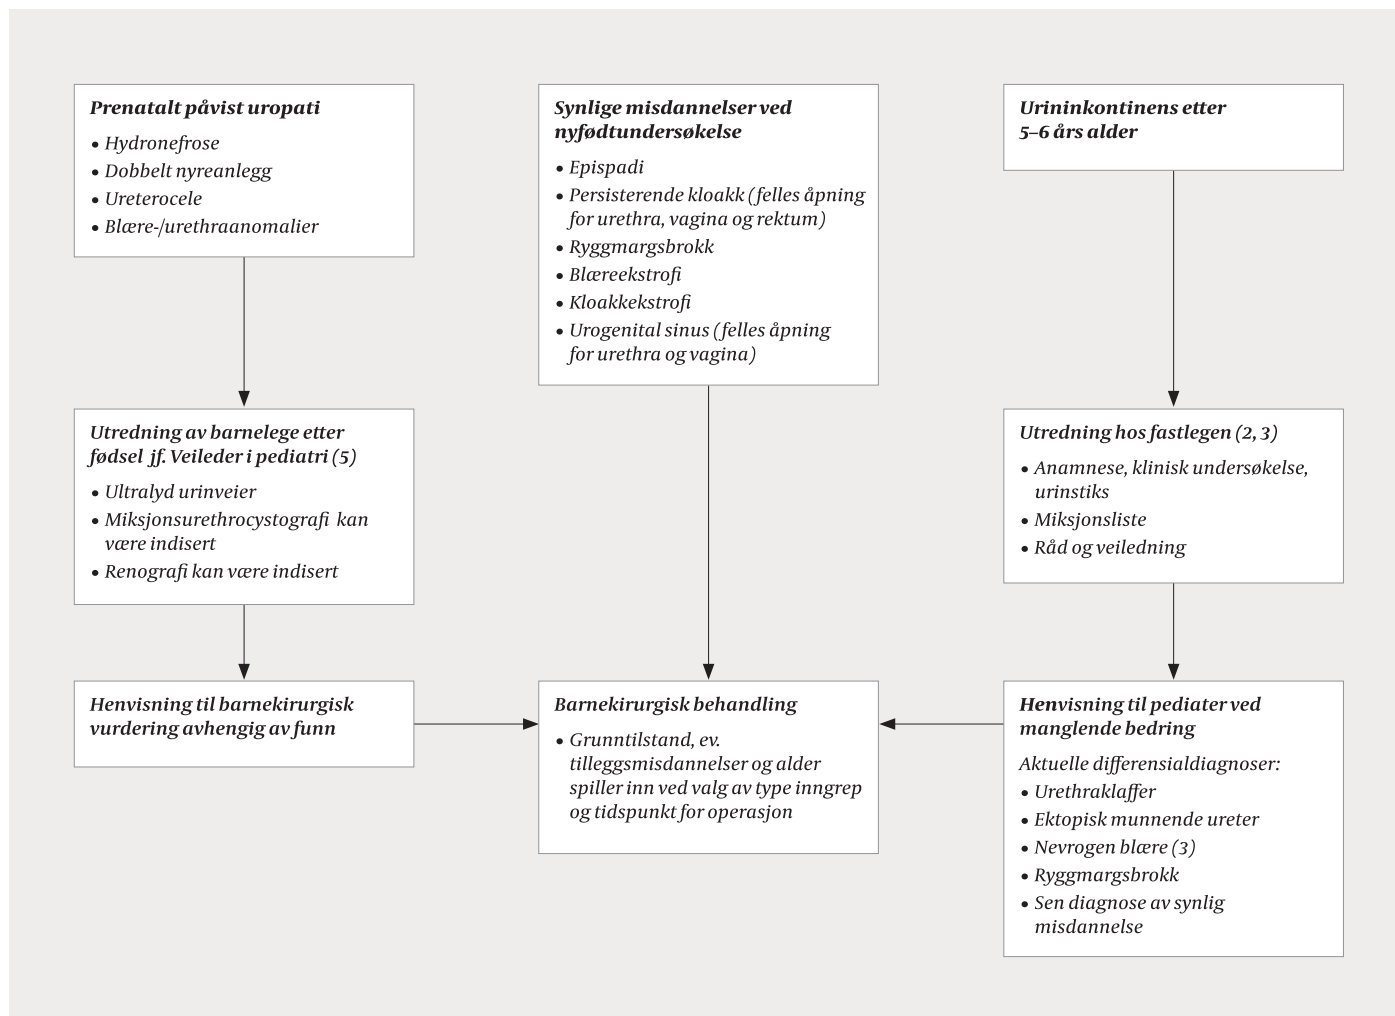 Prenatalt påvist uropati
• Hydronefrose
• Dobbelt nyreanlegg
• Ureterocele
• Blære-/urethraanomalier
Utredning av barnelege etter
fødsel jf. Veileder i pediatri (5)
• Ultralyd urinveier
• Miksjonsurethrocystografi kan
være indisert
• Renografi kan være indisert
Henvisning til barnekirurgisk
vurdering avhengig av funn
Synlige misdannelser ved
nyfødtundersøkelse
• Epispadi
• Persisterende kloakk (felles åpning
for urethra, vagina og rektum)
• Ryggmargsbrokk
• Blæreekstrofi
• Kloakkekstrofi
• Urogenital sinus (felles åpning
for urethra og vagina)
Barnekirurgisk behandling
• Grunntilstand, ev.
tilleggsmisdannelser og alder
spiller inn ved valg av type inngrep
og tidspunkt for operasjon
Urininkontinens etter
5–6 års alder
Utredning hos fastlegen (2, 3)
• Anamnese, klinisk undersøkelse,
urinstiks
• Miksjonsliste
• Råd og veiledning
Henvisning til pediater ved
manglende bedring
Aktuelle differensialdiagnoser:
• Urethraklaffer
• Ektopisk munnende ureter
• Nevrogen blære (3)
• Ryggmargsbrokk
• Sen diagnose av synlig
misdannelse